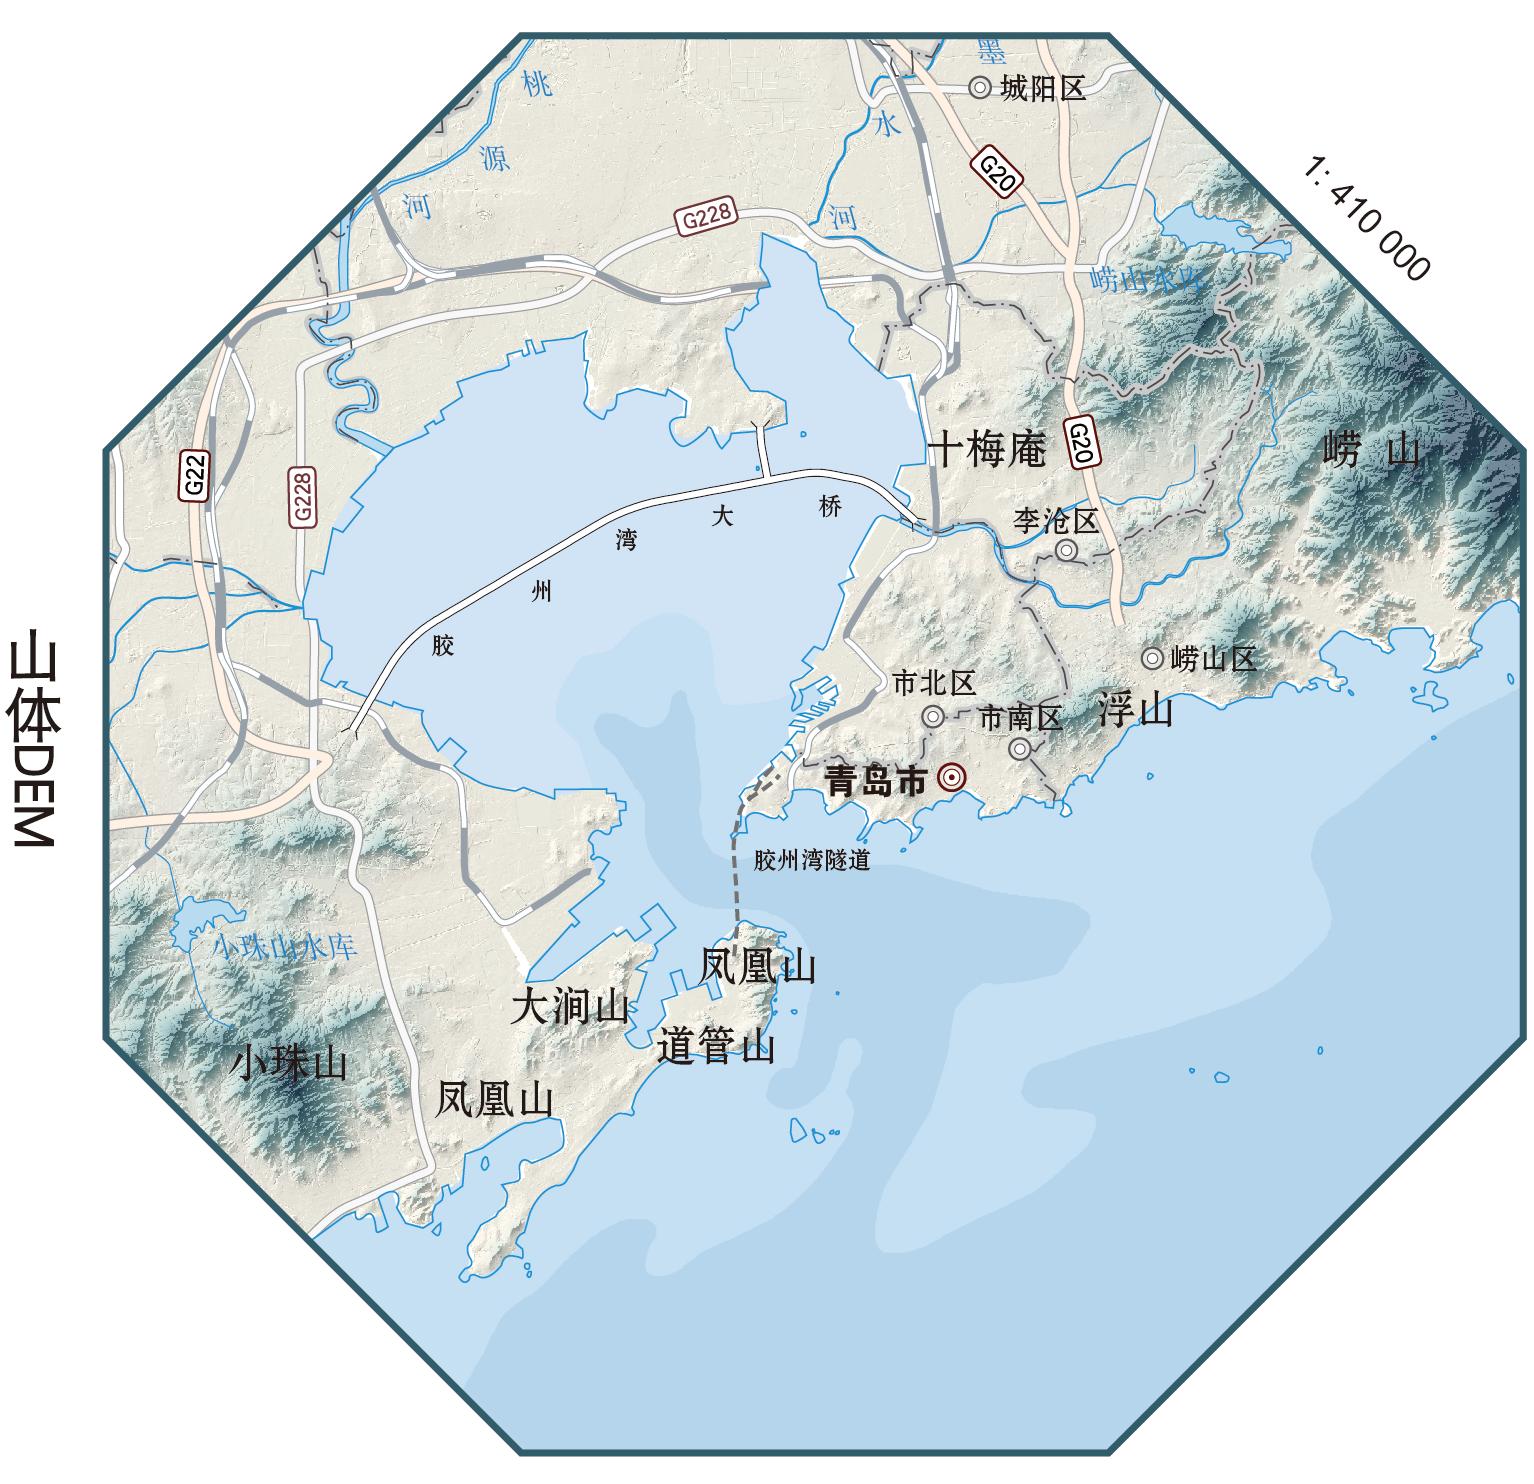 墨
城阳区
桃
水
源
G20
1: 410 000
河
G228
河
崂山水库
G20
十梅庵
崂 山
G22
G228
大
桥
湾
李沧区
州
胶
崂山区
市北区
市南区
浮山
青岛市
山体DEM
胶州湾隧道
小珠山水库
凤凰山
大涧山
道管山
小珠山
凤凰山